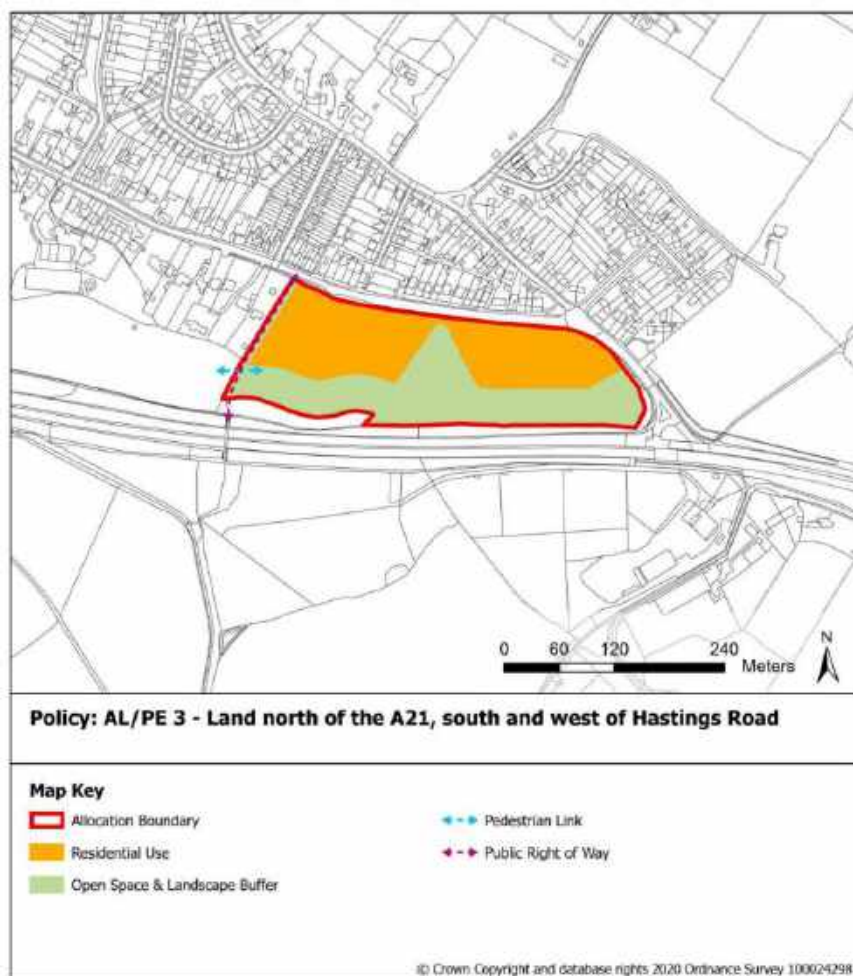 0 60 120 240
Meters
N
Policy: AL/PE 3 - Land north of the A21, south and west of Hastings Road
Map Key
Allocation Boundary
Residential Use
Open Space & Landscape Buffer
Pedestrian Link
Public Right of Way
© Crown Copyright and database rights 2020 Ordnance Survey 100024298